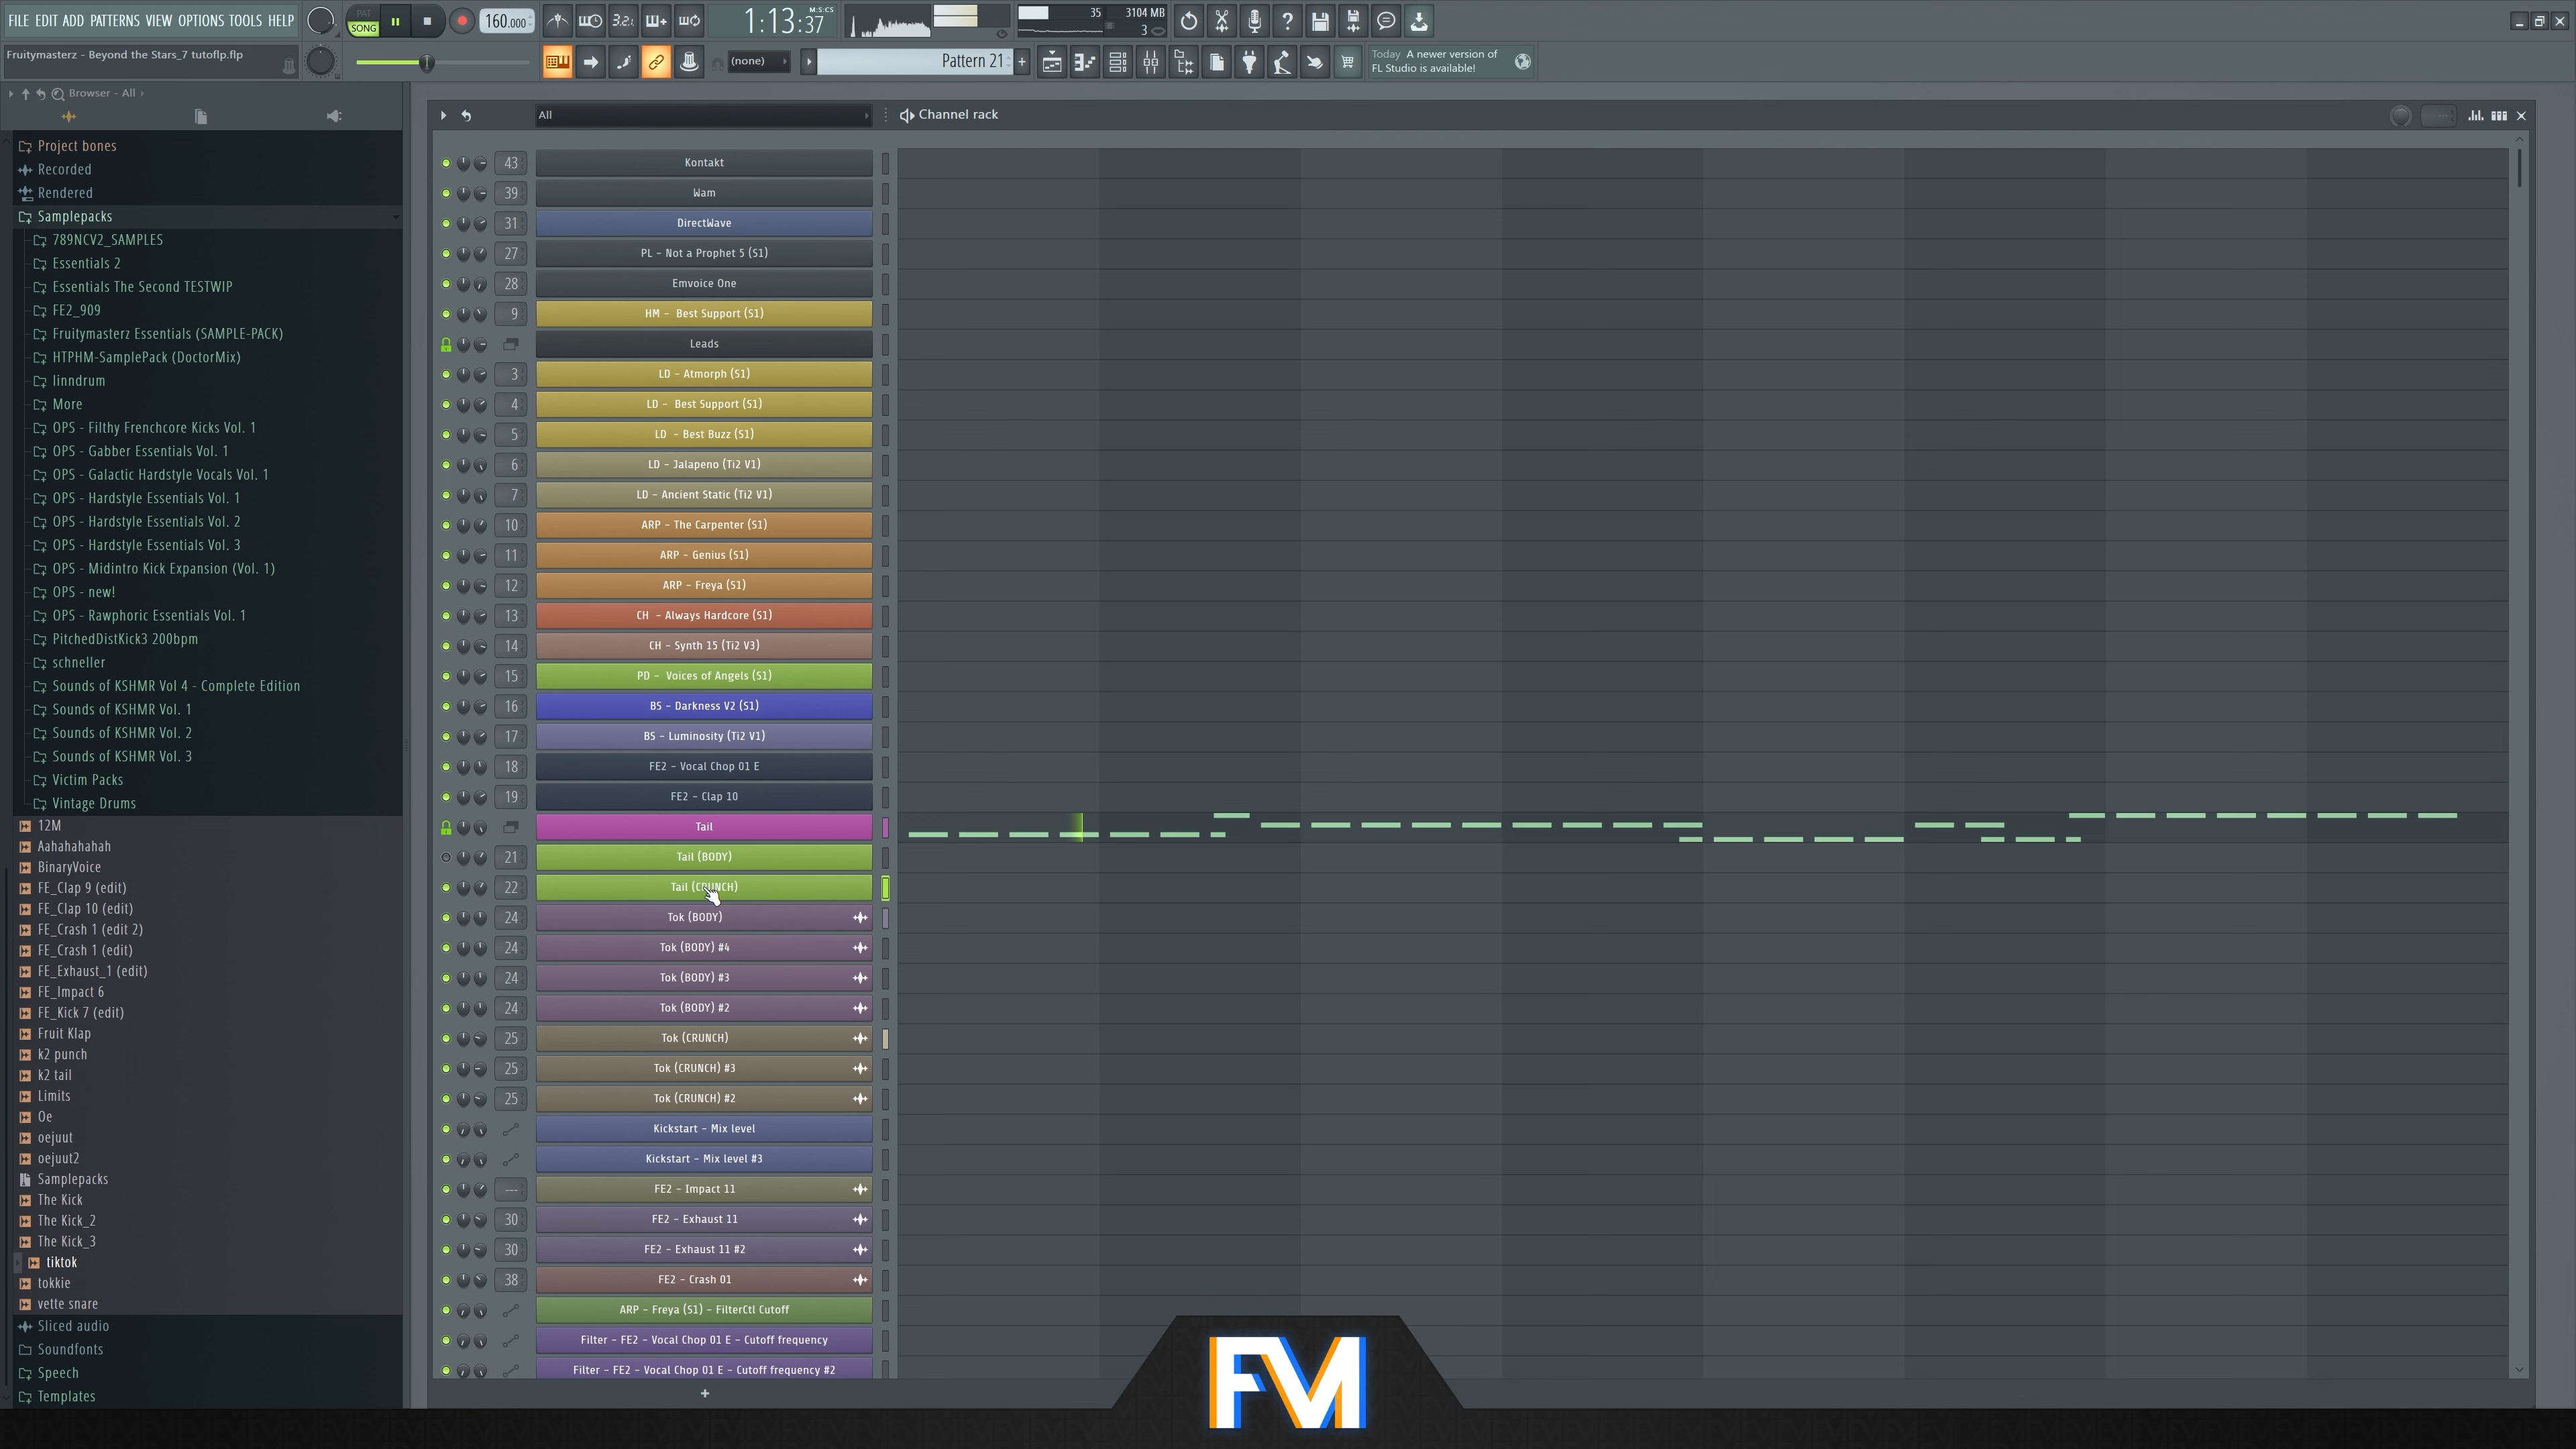 FILE EDIT ADD PATTERNS VIEW OPTIONS TOOLS HELP
PAT
SONG
160.000
3.2.
1:13:37
M:S:CS
35
3104 MB
3
Fruitymasterz - Beyond the Stars_7 tutoflp.flp
(none)
Pattern 21
+
Today A newer version of
FL Studio is available!
Browser - All
All
Channel rack
Project bones
Recorded
Rendered
Samplepacks
789NCV2_SAMPLES
Essentials 2
Essentials The Second TESTWIP
FE2_909
Fruitymasterz Essentials (SAMPLE-PACK)
HTPHM-SamplePack (DoctorMix)
linndrum
More
OPS - Filthy Frenchcore Kicks Vol. 1
OPS - Gabber Essentials Vol. 1
OPS - Galactic Hardstyle Vocals Vol. 1
OPS - Hardstyle Essentials Vol. 1
OPS - Hardstyle Essentials Vol. 2
OPS - Hardstyle Essentials Vol. 3
OPS - Midintro Kick Expansion (Vol. 1)
OPS - new!
OPS - Rawphoric Essentials Vol. 1
PitchedDistKick3 200bpm
schneller
Sounds of KSHMR Vol 4 - Complete Edition
Sounds of KSHMR Vol. 1
Sounds of KSHMR Vol. 2
Sounds of KSHMR Vol. 3
Victim Packs
Vintage Drums
12M
Aahahahahah
BinaryVoice
FE_Clap 9 (edit)
FE_Clap 10 (edit)
FE_Crash 1 (edit 2)
FE_Crash 1 (edit)
FE_Exhaust_1 (edit)
FE_Impact 6
FE_Kick 7 (edit)
Fruit Klap
k2 punch
k2 tail
Limits
Oe
oejuut
oejuut2
Samplepacks
The Kick
The Kick_2
The Kick_3
tiktok
tokkie
vette snare
Sliced audio
Soundfonts
Speech
Templates
43 Kontakt
39 Wam
31 DirectWave
27 PL - Not a Prophet 5 (S1)
28 Emvoice One
9 HM - Best Support (S1)
Leads
3 LD - Atmorph (S1)
4 LD - Best Support (S1)
5 LD - Best Buzz (S1)
6 LD - Jalapeno (Ti2 V1)
7 LD - Ancient Static (Ti2 V1)
10 ARP - The Carpenter (S1)
11 ARP - Genius (S1)
12 ARP - Freya (S1)
13 CH - Always Hardcore (S1)
14 CH - Synth 15 (Ti2 V3)
15 PD - Voices of Angels (S1)
16 BS - Darkness V2 (S1)
17 BS - Luminosity (Ti2 V1)
18 FE2 - Vocal Chop 01 E
19 FE2 - Clap 10
Tail
21 Tail (BODY)
22 Tail (CRUNCH)
24 Tok (BODY)
24 Tok (BODY) #4
24 Tok (BODY) #3
24 Tok (BODY) #2
25 Tok (CRUNCH)
25 Tok (CRUNCH) #3
25 Tok (CRUNCH) #2
Kickstart - Mix level
Kickstart - Mix level #3
--- FE2 - Impact 11
30 FE2 - Exhaust 11
30 FE2 - Exhaust 11 #2
38 FE2 - Crash 01
ARP - Freya (S1) - FilterCtl Cutoff
Filter - FE2 - Vocal Chop 01 E - Cutoff frequency
Filter - FE2 - Vocal Chop 01 E - Cutoff frequency #2
+
FM